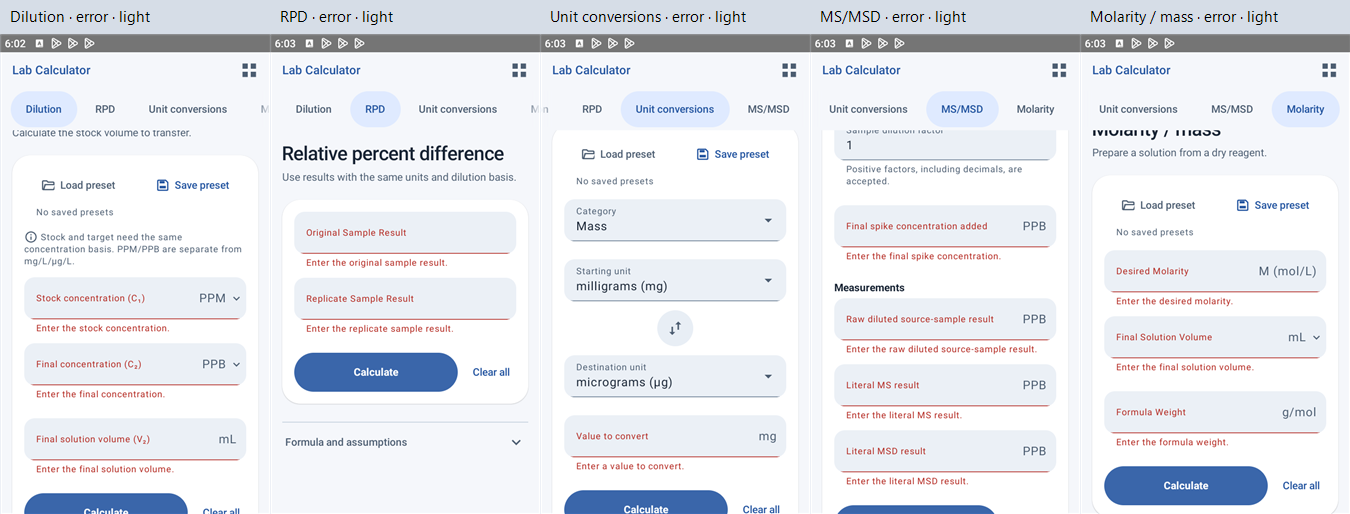 Dilution · error · light
6:02
Lab Calculator
Dilution
RPD
Unit conversions
M
Calculate the stock volume to transfer.
Load preset
Save preset
No saved presets
Stock and target need the same
concentration basis. PPM/PPB are separate from
mg/L/µg/L.
Stock concentration (C₁)
PPM
Enter the stock concentration.
Final concentration (C₂)
PPB
Enter the final concentration.
Final solution volume (V₂)
mL
Enter the final solution volume.
Calculate
Clear all
RPD · error · light
6:03
Lab Calculator
Dilution
RPD
Unit conversions
Relative percent difference
Use results with the same units and dilution basis.
Original Sample Result
Enter the original sample result.
Replicate Sample Result
Enter the replicate sample result.
Calculate
Clear all
Formula and assumptions
Unit conversions · error · light
6:03
Lab Calculator
RPD
Unit conversions
MS/MSD
Load preset
Save preset
No saved presets
Category
Mass
Starting unit
milligrams (mg)
Destination unit
micrograms (µg)
Value to convert
mg
Enter a value to convert.
Calculate
Clear all
MS/MSD · error · light
6:03
Lab Calculator
Unit conversions
MS/MSD
Molarity
Sample dilution factor
1
Positive factors, including decimals, are
accepted.
Final spike concentration added
PPB
Enter the final spike concentration.
Measurements
Raw diluted source-sample result
PPB
Enter the raw diluted source-sample result.
Literal MS result
PPB
Enter the literal MS result.
Literal MSD result
PPB
Enter the literal MSD result.
Molarity / mass · error · light
6:03
Lab Calculator
Unit conversions
MS/MSD
Molarity
Molarity / mass
Prepare a solution from a dry reagent.
Load preset
Save preset
No saved presets
Desired Molarity
M (mol/L)
Enter the desired molarity.
Final Solution Volume
mL
Enter the final solution volume.
Formula Weight
g/mol
Enter the formula weight.
Calculate
Clear all